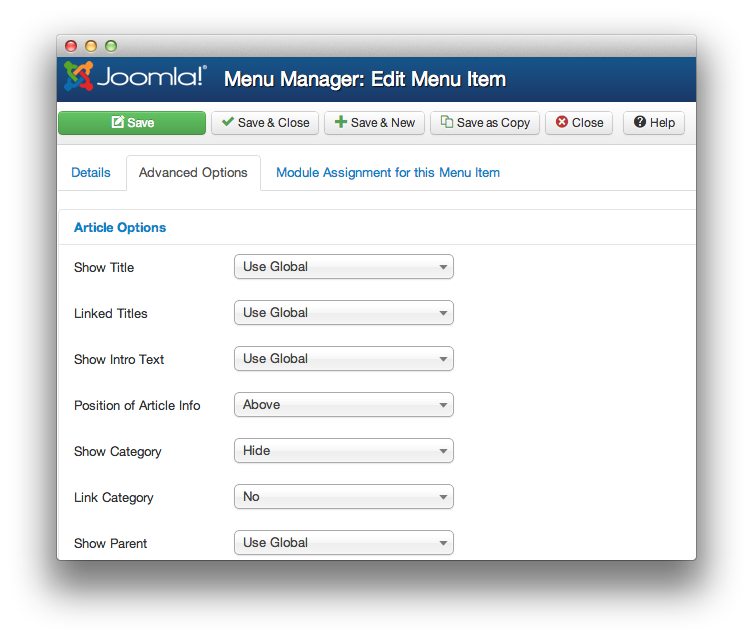 Joomla!® Menu Manager: Edit Menu Item
Save Save & Close Save & New Save as Copy Close Help
Details Advanced Options Module Assignment for this Menu Item
Article Options
Show Title Use Global
Linked Titles Use Global
Show Intro Text Use Global
Position of Article Info Above
Show Category Hide
Link Category No
Show Parent Use Global